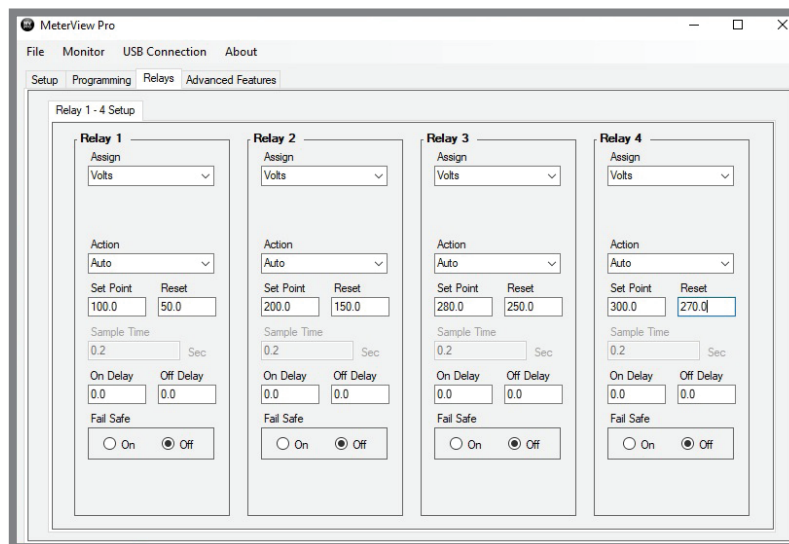 MeterView Pro
File Monitor USB Connection About
Setup Programming Relays Advanced Features
Relay 1 - 4 Setup
Relay 1
Assign
Volts
Action
Auto
Set Point Reset
100.0 50.0
Sample Time
0.2 Sec
On Delay Off Delay
0.0 0.0
Fail Safe
On Off
Relay 2
Assign
Volts
Action
Auto
Set Point Reset
200.0 150.0
Sample Time
0.2 Sec
On Delay Off Delay
0.0 0.0
Fail Safe
On Off
Relay 3
Assign
Volts
Action
Auto
Set Point Reset
280.0 250.0
Sample Time
0.2 Sec
On Delay Off Delay
0.0 0.0
Fail Safe
On Off
Relay 4
Assign
Volts
Action
Auto
Set Point Reset
300.0 270.0
Sample Time
0.2 Sec
On Delay Off Delay
0.0 0.0
Fail Safe
On Off